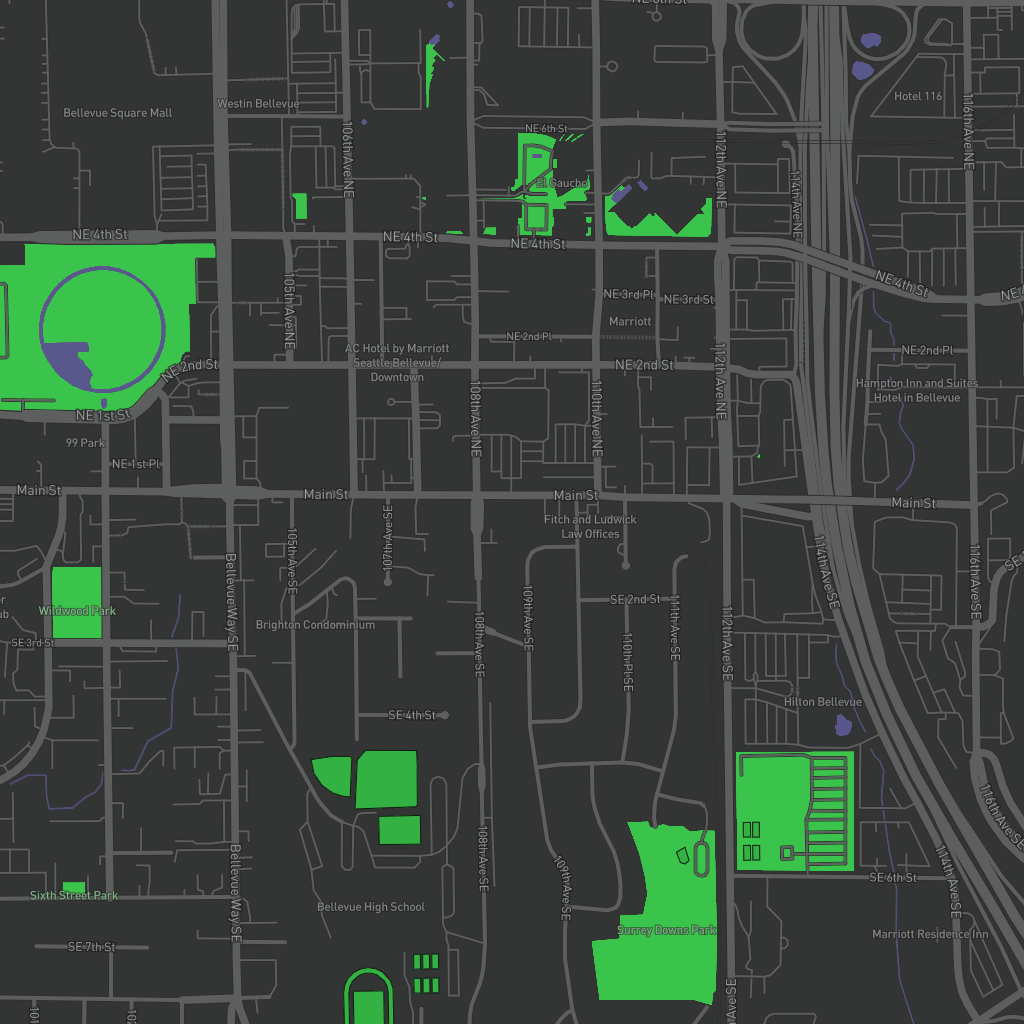 Westin Bellevue
Bellevue Square Mall
Hotel 116
106th Ave NE
116th Ave NE
NE 6th St
112th Ave NE
114th Ave NE
El Gaucho
NE 4th St
NE 4th St
NE 4th St
NE 4th St
105th Ave NE
NE 3rd Pl
NE 3rd St
Marriott
NE 2nd Pl
AC Hotel by Marriott
Seattle Bellevue/
Downtown
NE 2nd St
NE 2nd St
NE 2nd Pl
112th Ave NE
Hampton Inn and Suites
Hotel in Bellevue
108th Ave NE
110th Ave NE
NE 1st St
99 Park
NE 1st Pl
Main St
Main St
Main St
Main St
Fitch and Ludwick
Law Offices
107th Ave SE
105th Ave SE
Bellevue Way SE
114th Ave SE
116th Ave SE
109th Ave SE
SE 2nd St
111th Ave SE
112th Ave SE
Wildwood Park
Brighton Condominium
108th Ave SE
110th Pl SE
SE 3rd St
Hilton Bellevue
SE 4th St
116th Ave SE
108th Ave SE
Bellevue Way SE
109th Ave SE
114th Ave SE
SE 6th St
Sixth Street Park
Bellevue High School
Surrey Downs Park
Marriott Residence Inn
SE 7th St